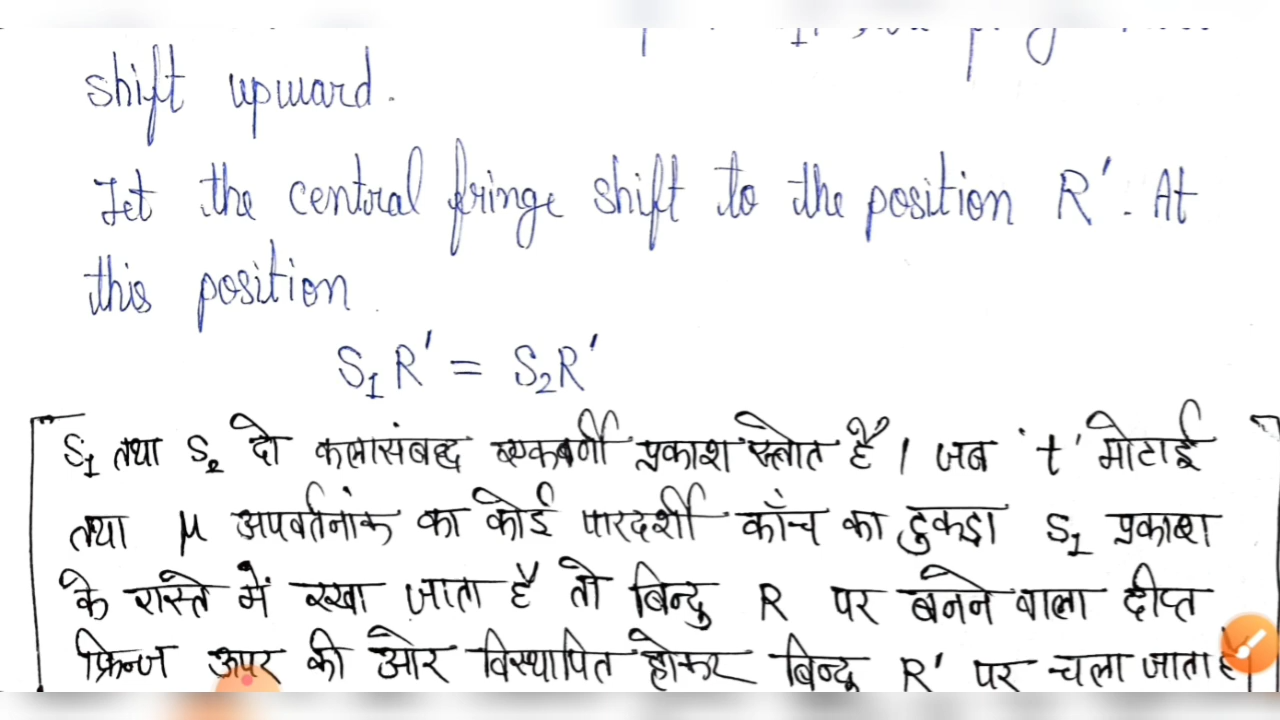 shift upward.
Let the central fringe shift to the position R'. At
this position
S₁R' = S₂R'
S₁ तथा S₂ दो कलासंबद्ध एकवर्णी प्रकाश स्त्रोत है । जब 't' मोटाई
तथा μ अपवर्तनांक का कोई पारदर्शी काँच का टुकड़ा S₁ प्रकाश
के रास्ते में रखा जाता है तो बिन्दु R पर बनने वाला दीप्त
फ्रिन्ज ऊपर की ओर विस्थापित होकर बिन्दु R' पर चला जाता है